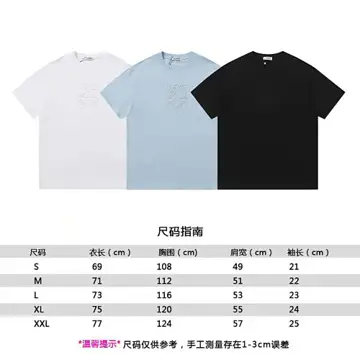 尺码指南
尺码 衣长（cm） 胸围(cm) 肩宽（cm） 袖长（cm）
S 69 108 49 21
M 71 112 51 22
L 73 116 53 23
XL 75 120 55 24
XXL 77 124 57 25
*温馨提示* 尺码仅供参考，手工测量存在1-3cm误差